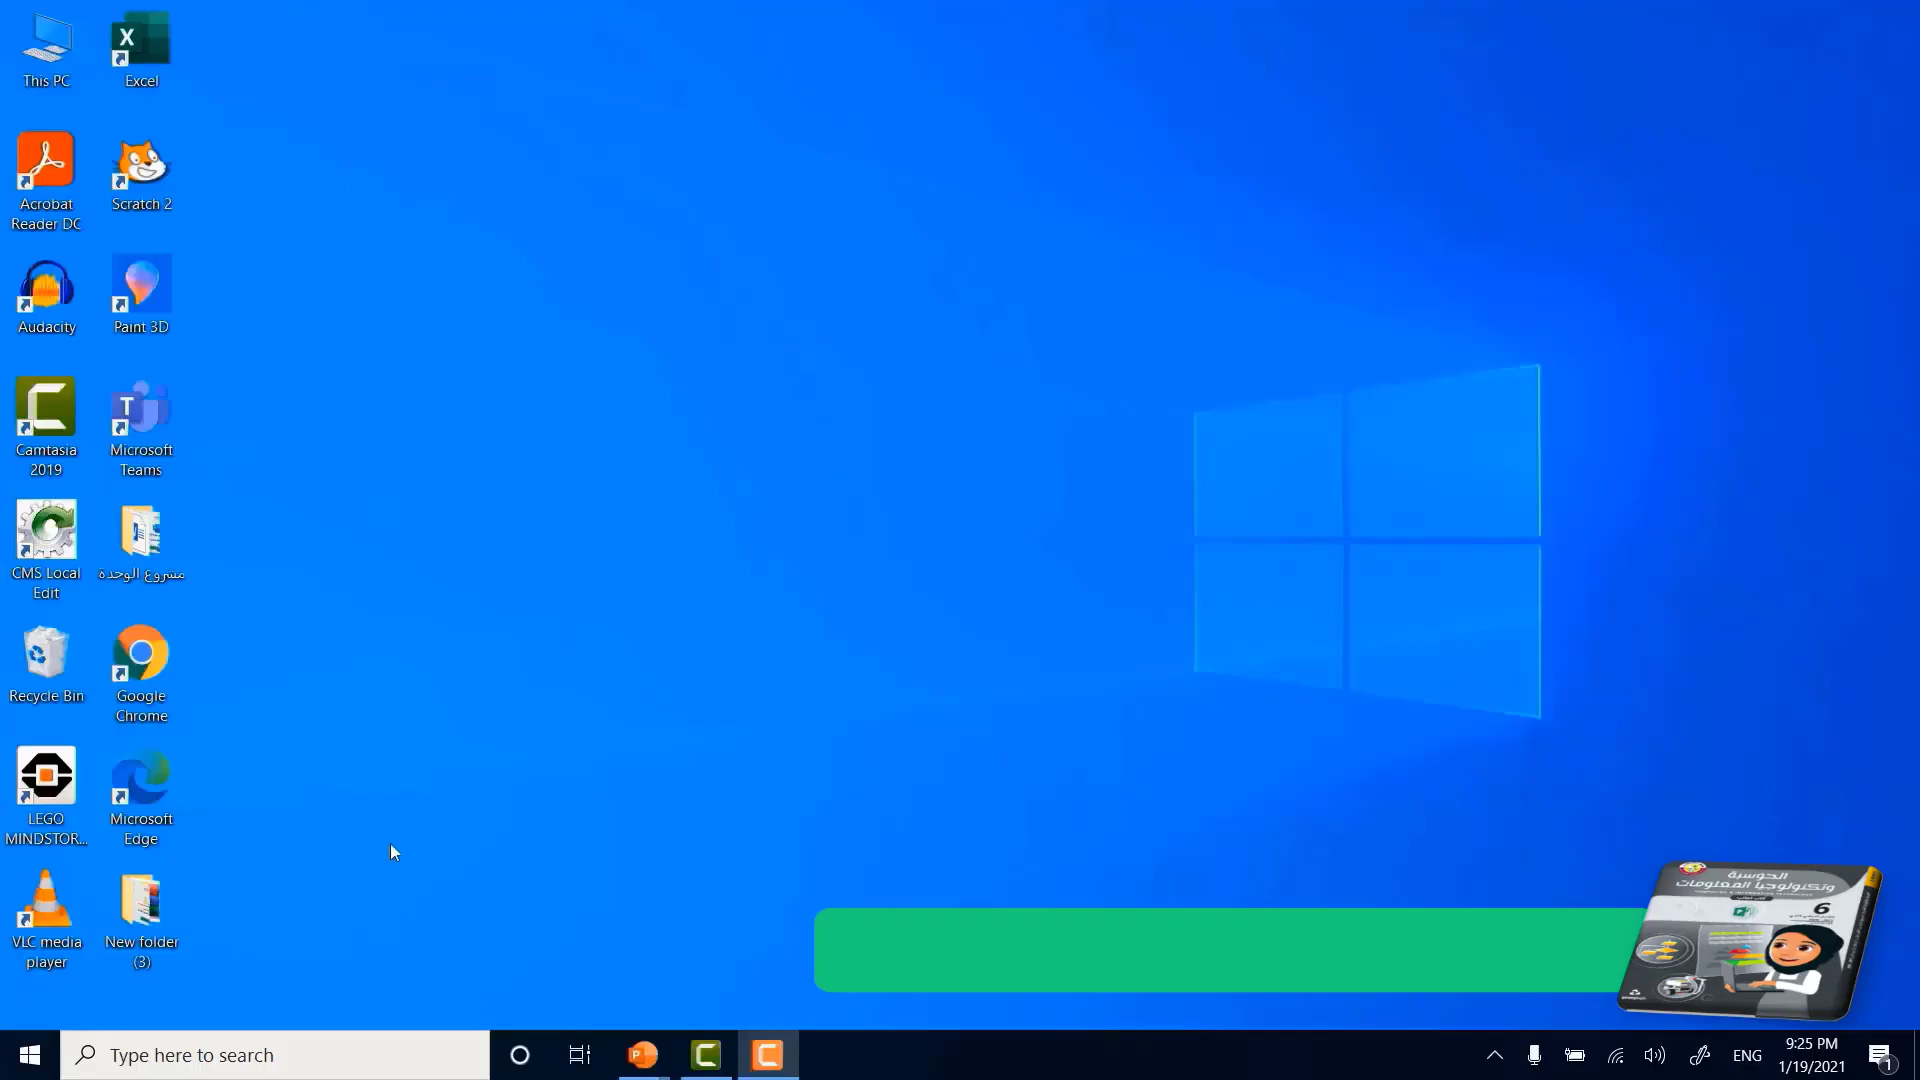 This PC
Excel
Acrobat
Reader DC
Scratch 2
Audacity
Paint 3D
Camtasia
2019
Microsoft
Teams
CMS Local
Edit
مشروع الوحدة
Recycle Bin
Google
Chrome
LEGO
MINDSTOR...
Microsoft
Edge
VLC media
player
New folder
(3)
الحوسبة
وتكنولوجيا المعلومات
6
Type here to search
ENG
9:25 PM
1/19/2021
1